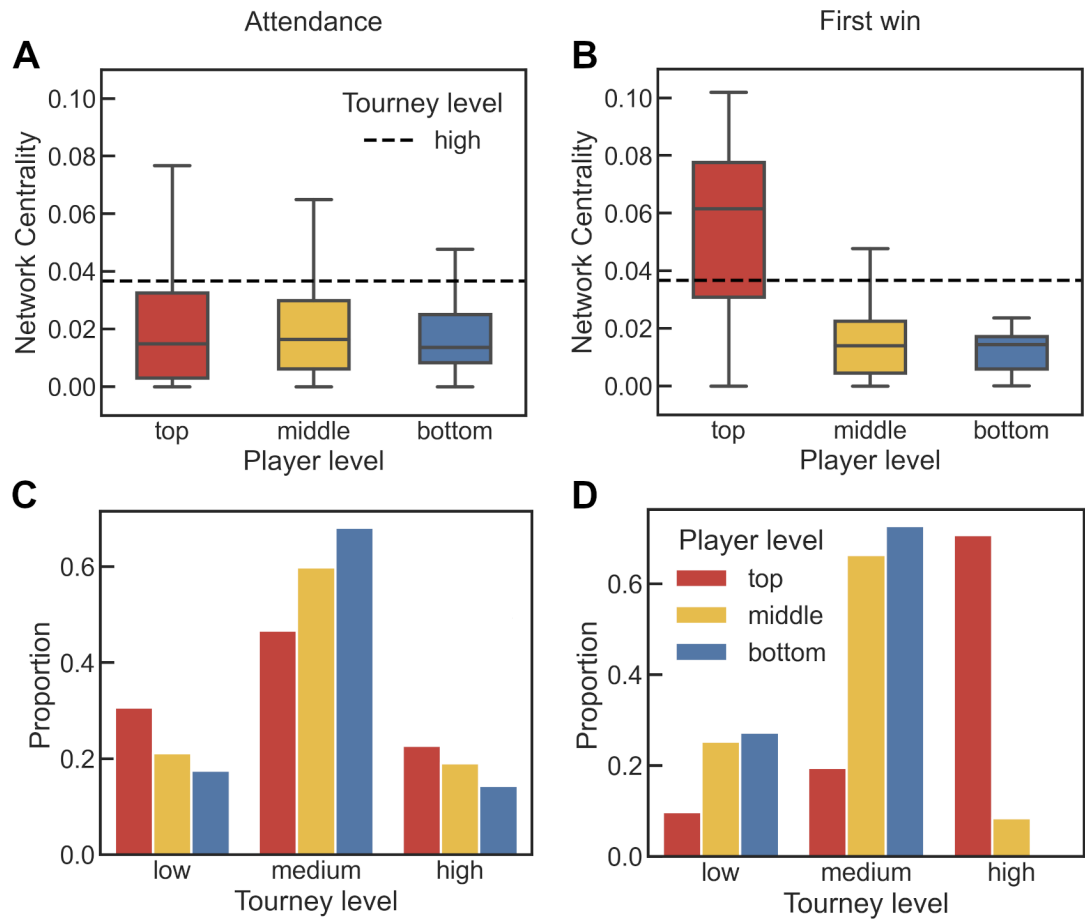 Attendance
First win
A
B
Network Centrality
0.10
0.08
0.06
0.04
0.02
0.00
Tourney level
high
top middle bottom
Player level
Network Centrality
0.10
0.08
0.06
0.04
0.02
0.00
top middle bottom
Player level
C
D
Proportion
0.6
0.4
0.2
0.0
low medium high
Tourney level
Proportion
0.6
0.4
0.2
0.0
Player level
top
middle
bottom
low medium high
Tourney level